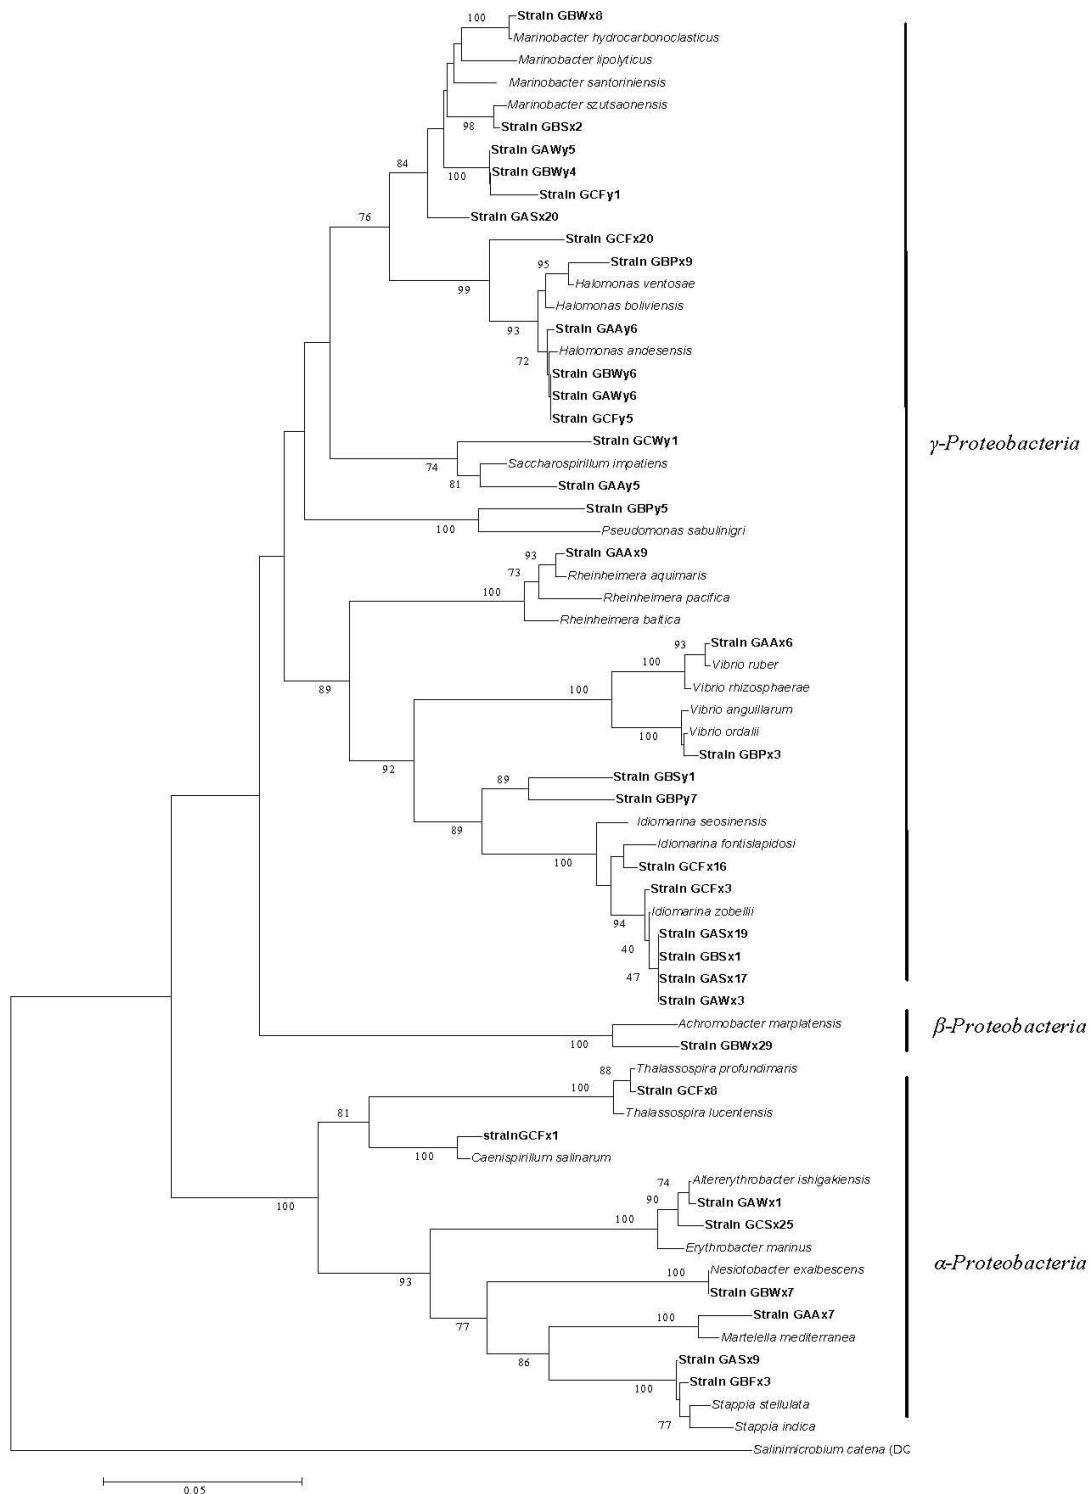 100
Strain GBWx8
Marinobacter hydrocarbonoclasticus
Marinobacter lipolyticus
Marinobacter santoriniensis
Marinobacter szutsaonensis
98
Strain GBSx2
Strain GAWy5
84
Strain GBWy4
100
Strain GCFy1
76
Strain GASx20
Strain GCFx20
95
Strain GBPx9
99
Halomonas ventosae
Halomonas boliviensis
93
Strain GAAy6
72
Halomonas andesensis
Strain GBWy6
Strain GAWy6
Strain GCFy5
Strain GCWy1
γ-Proteobacteria
74
Saccharospirillum impatiens
81
Strain GAAy5
Strain GBPy5
100
Pseudomonas sabulinigri
93
Strain GAAx9
73
Rheinheimera aquimaris
100
Rheinheimera pacifica
Rheinheimera baltica
93
Strain GAAx6
100
Vibrio ruber
89
100
Vibrio rhizosphaerae
Vibrio anguillarum
100
Vibrio ordalii
Strain GBPx3
92
89
Strain GBSy1
Strain GBPy7
89
Idiomarina seosinensis
Idiomarina fontislapidosi
100
Strain GCFx16
Strain GCFx3
94
Idiomarina zobellii
Strain GASx19
40
Strain GBSx1
47
Strain GASx17
Strain GAWx3
Achromobacter marplatensis
β-Proteobacteria
100
Strain GBWx29
88
Thalassospira profundimaris
100
Strain GCFx8
81
Thalassospira lucentensis
strainGCFx1
100
Caenispirillum salinarum
74
Altererythrobacter ishigakiensis
100
90
Strain GAWx1
100
Strain GCSx25
Erythrobacter marinus
93
100
Nesiotobacter exalbescens
α-Proteobacteria
Strain GBWx7
77
100
Strain GAAx7
Martelella mediterranea
86
Strain GASx9
100
Strain GBFx3
Stappia stellulata
77
Stappia indica
Salinimicrobium catena (DC
0.05